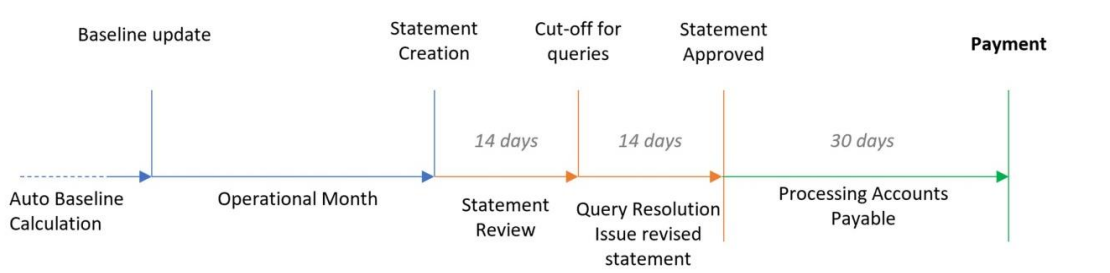 Baseline update
Statement
Creation
Cut-off for
queries
Statement
Approved
Payment
14 days
14 days
30 days
Auto Baseline
Calculation
Operational Month
Statement
Review
Query Resolution
Issue revised
statement
Processing Accounts
Payable